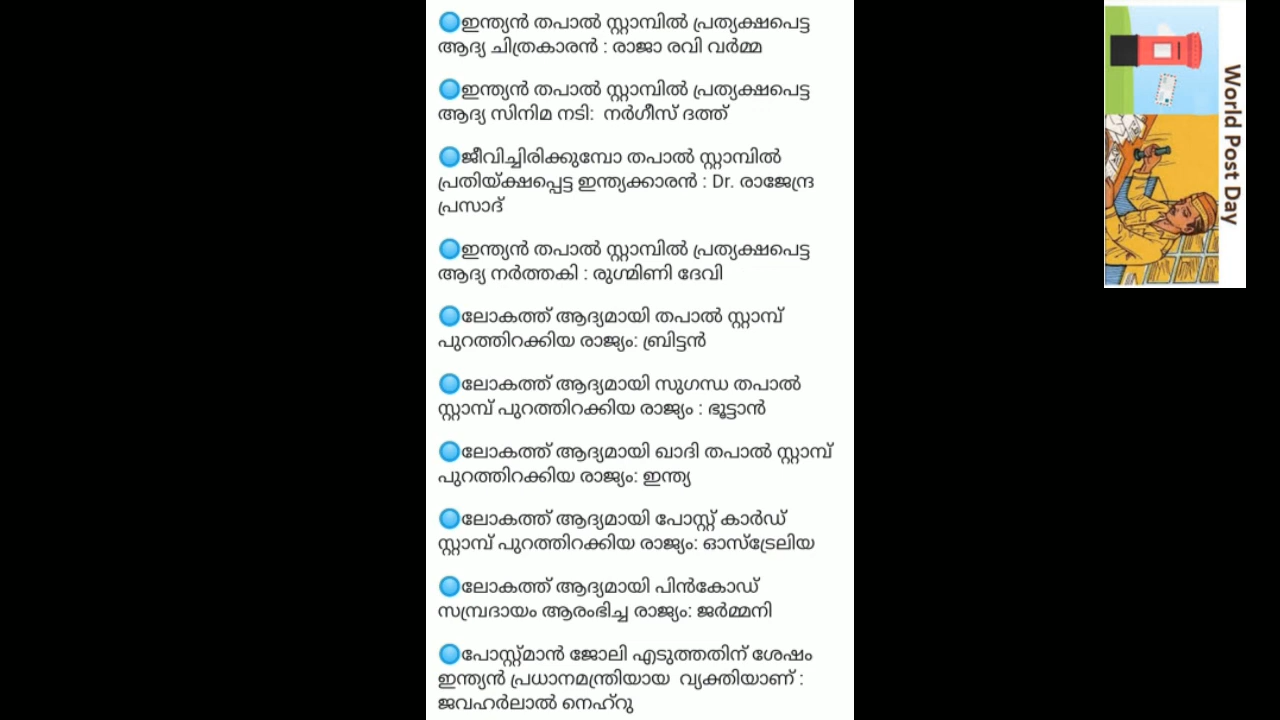 🔵ഇന്ത്യൻ തപാൽ സ്റ്റാമ്പിൽ പ്രത്യക്ഷപെട്ട
ആദ്യ ചിത്രകാരൻ : രാജാ രവി വർമ്മ
🔵ഇന്ത്യൻ തപാൽ സ്റ്റാമ്പിൽ പ്രത്യക്ഷപെട്ട
ആദ്യ സിനിമ നടി: നർഗീസ് ദത്ത്
🔵ജീവിച്ചിരിക്കുമ്പോ തപാൽ സ്റ്റാമ്പിൽ
പ്രതിയ്ക്ഷപ്പെട്ട ഇന്ത്യക്കാരൻ : Dr. രാജേന്ദ്ര
പ്രസാദ്
🔵ഇന്ത്യൻ തപാൽ സ്റ്റാമ്പിൽ പ്രത്യക്ഷപെട്ട
ആദ്യ നർത്തകി : രുഗ്മിണി ദേവി
🔵ലോകത്ത് ആദ്യമായി തപാൽ സ്റ്റാമ്പ്
പുറത്തിറക്കിയ രാജ്യം: ബ്രിട്ടൻ
🔵ലോകത്ത് ആദ്യമായി സുഗന്ധ തപാൽ
സ്റ്റാമ്പ് പുറത്തിറക്കിയ രാജ്യം : ഭൂട്ടാൻ
🔵ലോകത്ത് ആദ്യമായി ഖാദി തപാൽ സ്റ്റാമ്പ്
പുറത്തിറക്കിയ രാജ്യം: ഇന്ത്യ
🔵ലോകത്ത് ആദ്യമായി പോസ്റ്റ് കാർഡ്
സ്റ്റാമ്പ് പുറത്തിറക്കിയ രാജ്യം: ഓസ്ട്രേലിയ
🔵ലോകത്ത് ആദ്യമായി പിൻകോഡ്
സമ്പ്രദായം ആരംഭിച്ച രാജ്യം: ജർമ്മനി
🔵പോസ്റ്റ്മാൻ ജോലി എടുത്തതിന് ശേഷം
ഇന്ത്യൻ പ്രധാനമന്ത്രിയായ വ്യക്തിയാണ് :
ജവഹർലാൽ നെഹ്റു
World Post Day